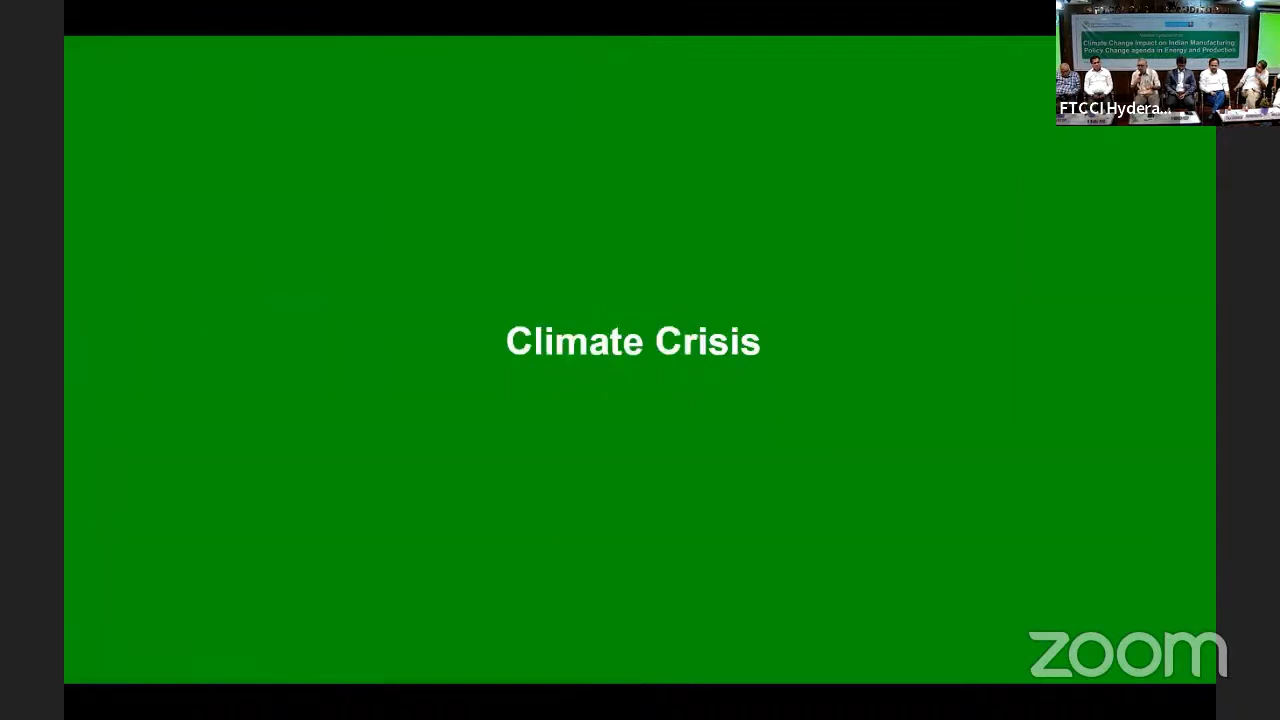 Climate Change Impact on Indian Manufacturing:
Policy Change agenda in Energy and Production
FTCCI Hydera...
Climate Crisis
zoom